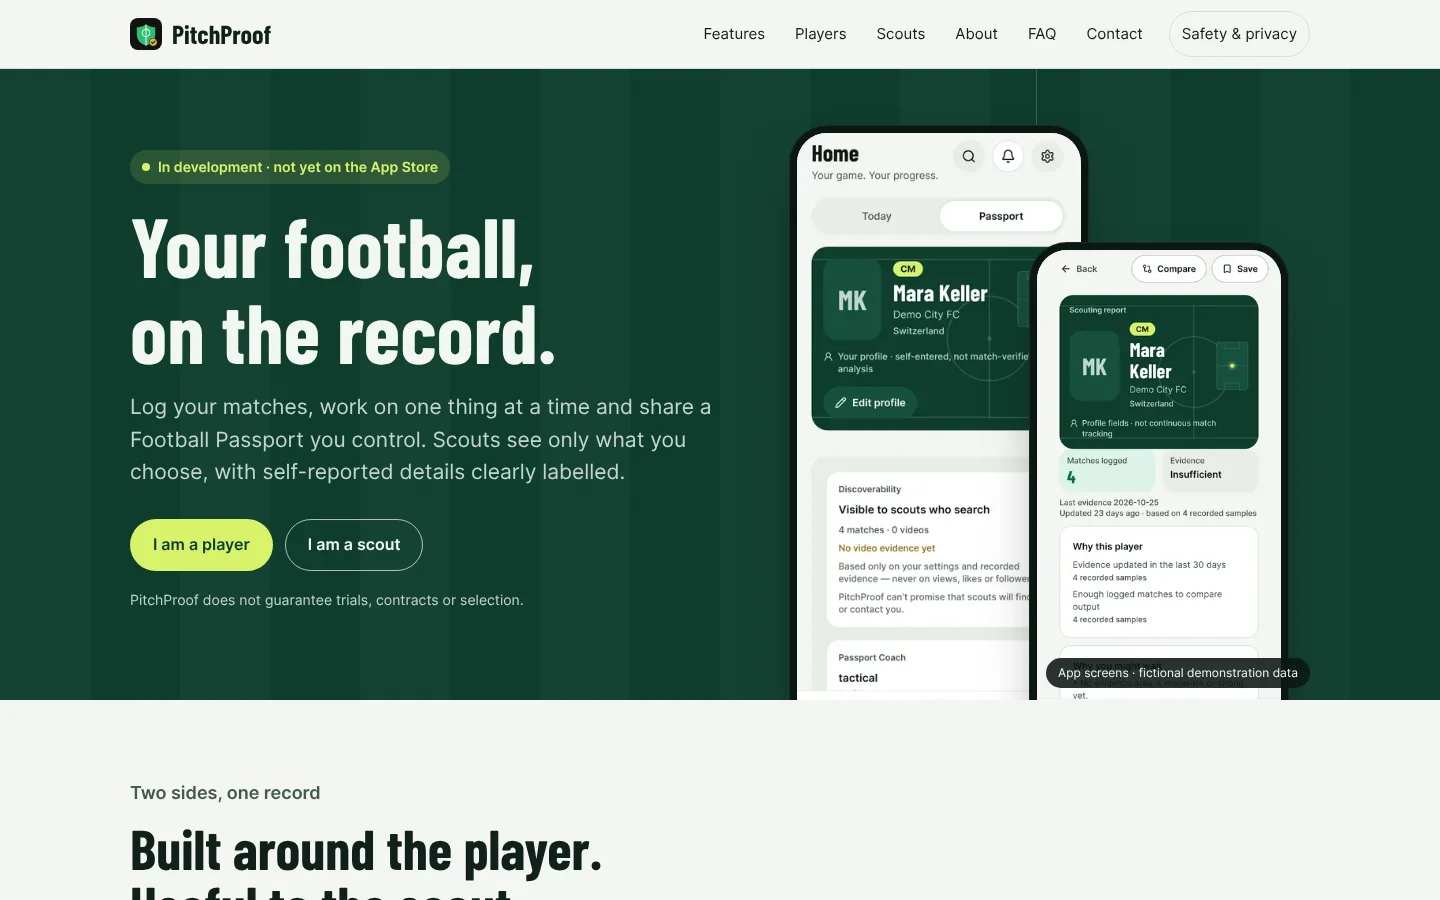 PitchProof
Features
Players
Scouts
About
FAQ
Contact
Safety & privacy
In development · not yet on the App Store
Your football,
on the record.
Log your matches, work on one thing at a time and share a
Football Passport you control. Scouts see only what you
choose, with self-reported details clearly labelled.
I am a player
I am a scout
PitchProof does not guarantee trials, contracts or selection.
Home
Your game. Your progress.
Today
Passport
MK
CM
Mara Keller
Demo City FC
Switzerland
Your profile · self-entered, not match-verifie
analysis
Edit profile
Discoverability
Visible to scouts who search
4 matches · 0 videos
No video evidence yet
Based only on your settings and recorded
evidence — never on views, likes or follower
PitchProof can't promise that scouts will find
or contact you.
Passport Coach
tactical
Back
Compare
Save
Scouting report
MK
CM
Mara
Keller
Demo City FC
Switzerland
Profile fields · not continuous match
tracking
Matches logged
4
Evidence
Insufficient
Last evidence 2026-10-25
Updated 23 days ago · based on 4 recorded samples
Why this player
Evidence updated in the last 30 days
4 recorded samples
Enough logged matches to compare
output
4 recorded samples
Why you might wait
yet.
App screens · fictional demonstration data
Two sides, one record
Built around the player.
Useful to the scout.